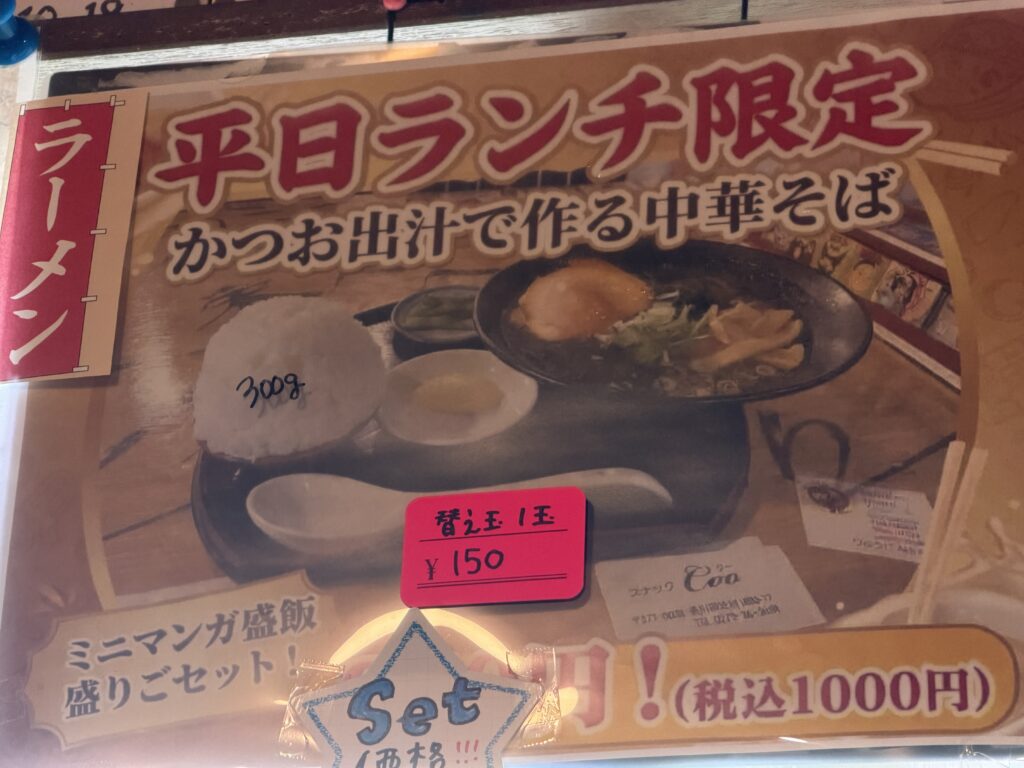 ラーメン
平日ランチ限定
かつお出汁で作る中華そば
300g
替え玉 1玉
¥150
スナック Coo
クー
ミニマンガ盛飯
盛りごセット!
円!(税込1000円)
Set
価格!!!